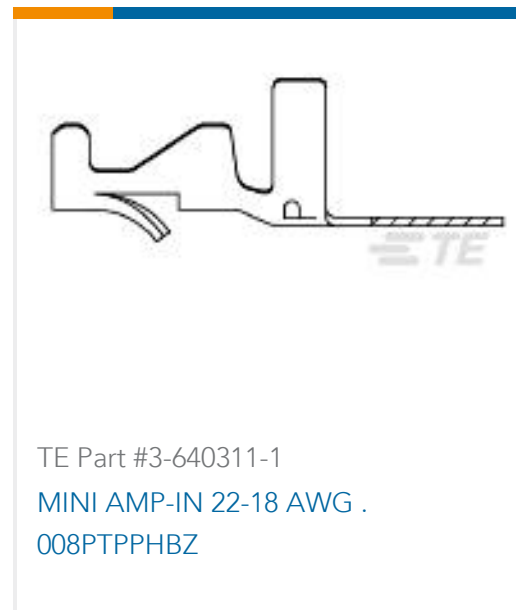 TE
TE Part #3-640311-1
MINI AMP-IN 22-18 AWG .
008PTPPHBZ